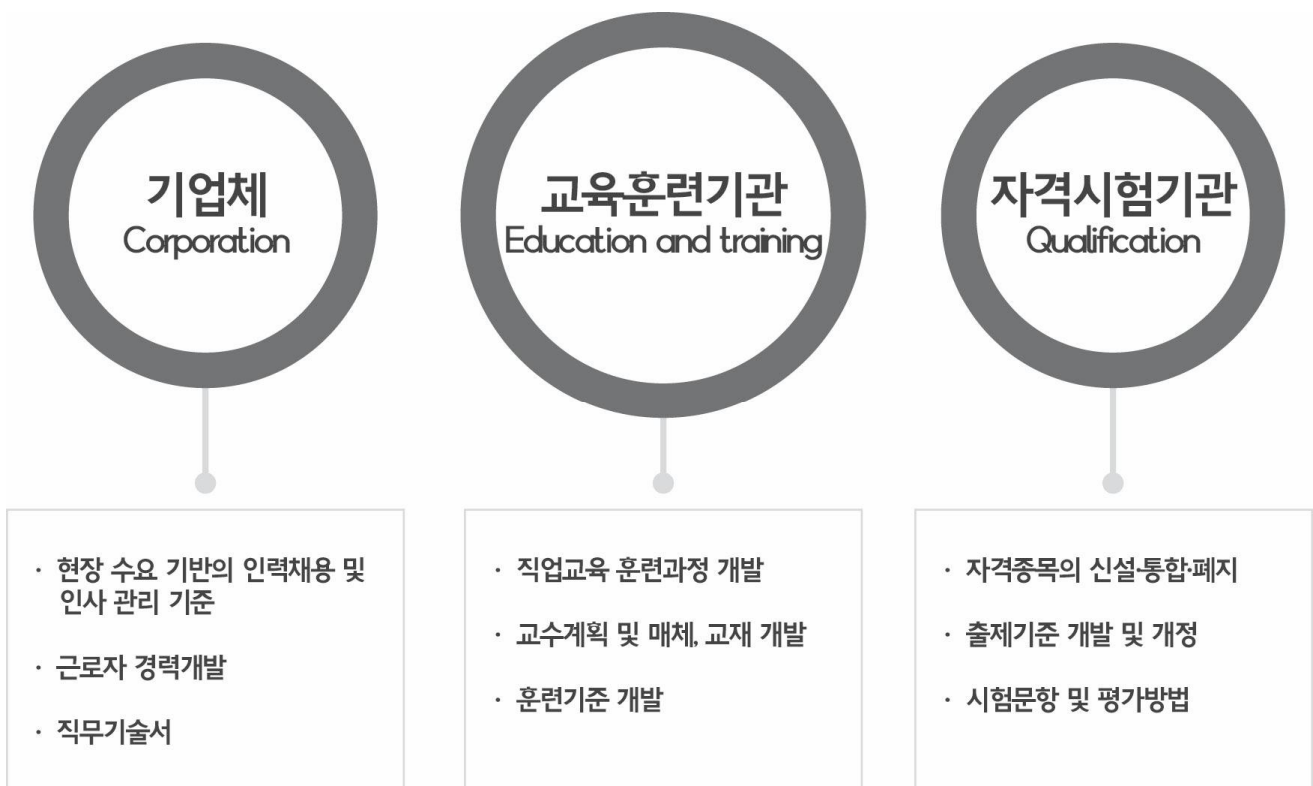 기업체
Corporation
· 현장 수요 기반의 인력채용 및
인사 관리 기준
· 근로자 경력개발
· 직무기술서
교육훈련기관
Education and training
· 직업교육 훈련과정 개발
· 교수계획 및 매체, 교재 개발
· 훈련기준 개발
자격시험기관
Qualification
· 자격종목의 신설·통합·폐지
· 출제기준 개발 및 개정
· 시험문항 및 평가방법